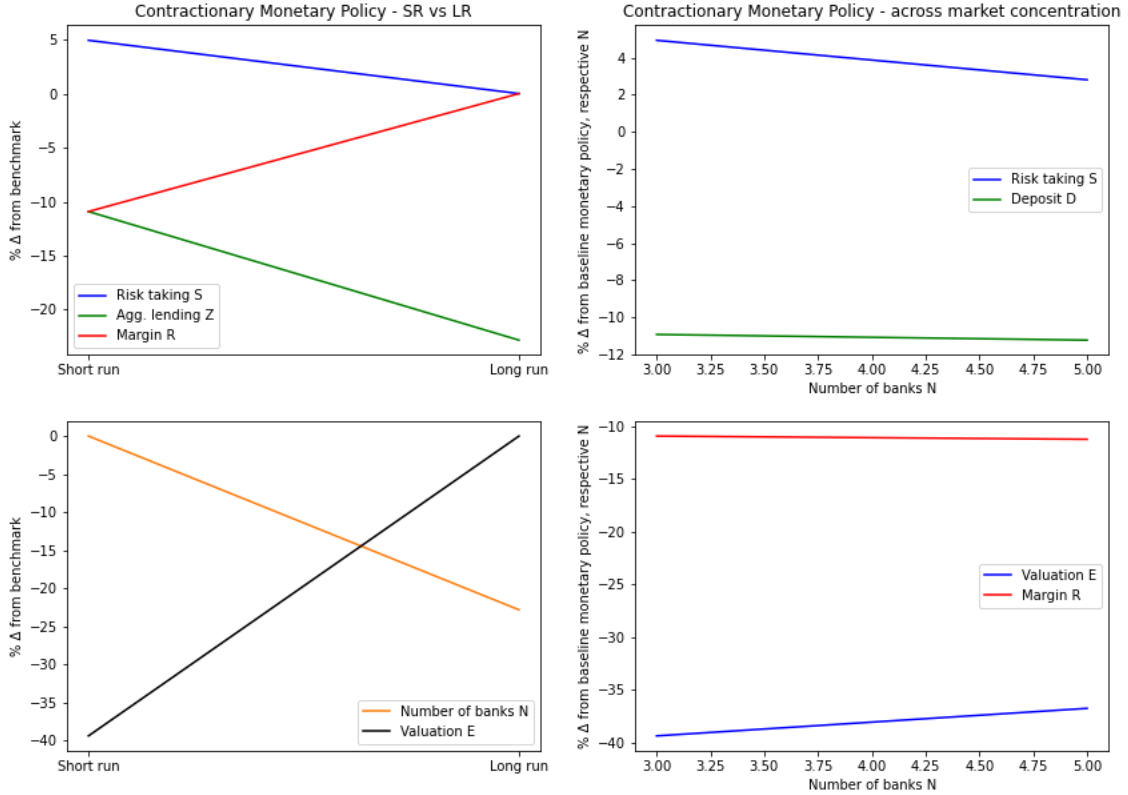 Contractionary Monetary Policy - SR vs LR
% Δ from benchmark
5
0
−5
−10
−15
−20
Risk taking S
Agg. lending Z
Margin R
Short run
Long run
Contractionary Monetary Policy - across market concentration
% Δ from baseline monetary policy, respective N
4
2
0
−2
−4
−6
−8
−10
−12
Risk taking S
Deposit D
3.00 3.25 3.50 3.75 4.00 4.25 4.50 4.75 5.00
Number of banks N
% Δ from benchmark
0
−5
−10
−15
−20
−25
−30
−35
−40
Number of banks N
Valuation E
Short run
Long run
% Δ from baseline monetary policy, respective N
−10
−15
−20
−25
−30
−35
−40
Valuation E
Margin R
3.00 3.25 3.50 3.75 4.00 4.25 4.50 4.75 5.00
Number of banks N